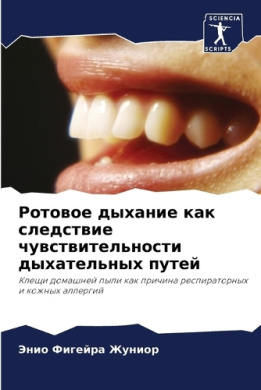 SCIENCIA
SCRIPTS
Ротовое дыхание как
следствие
чувствительности
дыхательных путей
Клещи домашней пыли как причина респираторных
и кожных аллергий
Энио Фигейра Жуниор